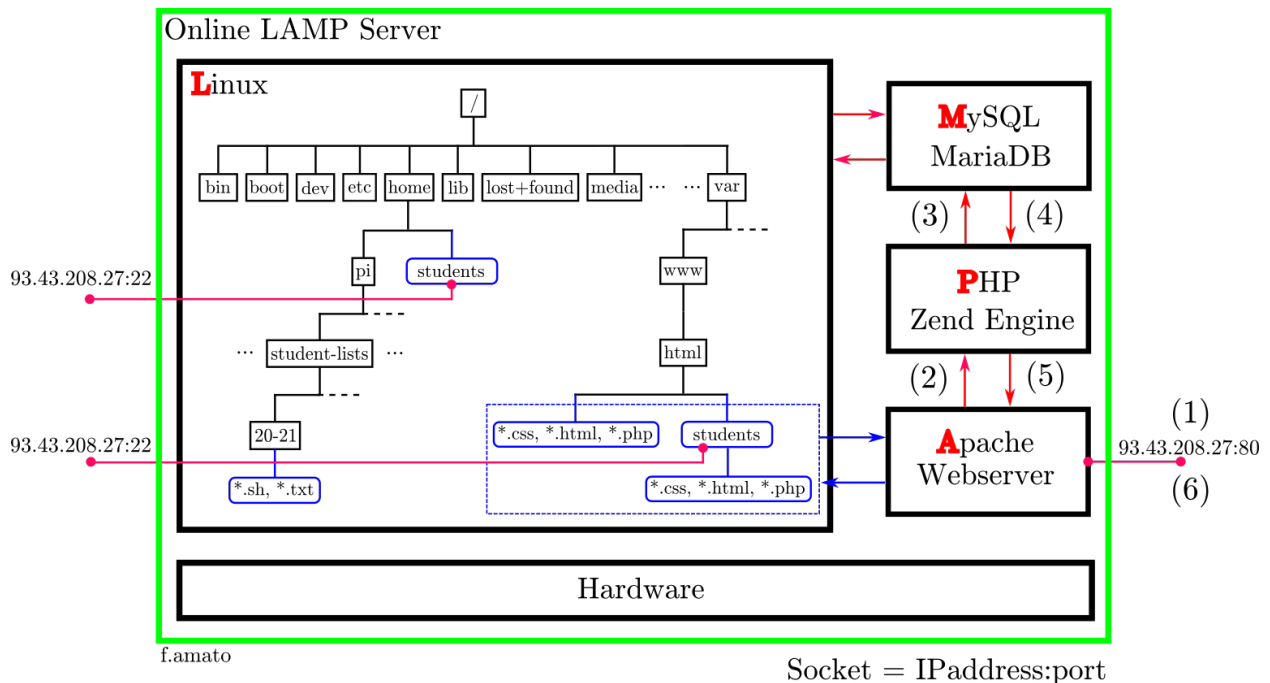 Online LAMP Server
Linux
/
bin boot dev etc home lib lost+found media ... ... var
pi students www
93.43.208.27:22
... student-lists ... html
20-21 *.css, *.html, *.php students
93.43.208.27:22
*.sh, *.txt *.css, *.html, *.php
MySQL
MariaDB
(3) (4)
PHP
Zend Engine
(2) (5)
Apache
Webserver
(1)
93.43.208.27:80
(6)
Hardware
f.amato
Socket = IPaddress:port